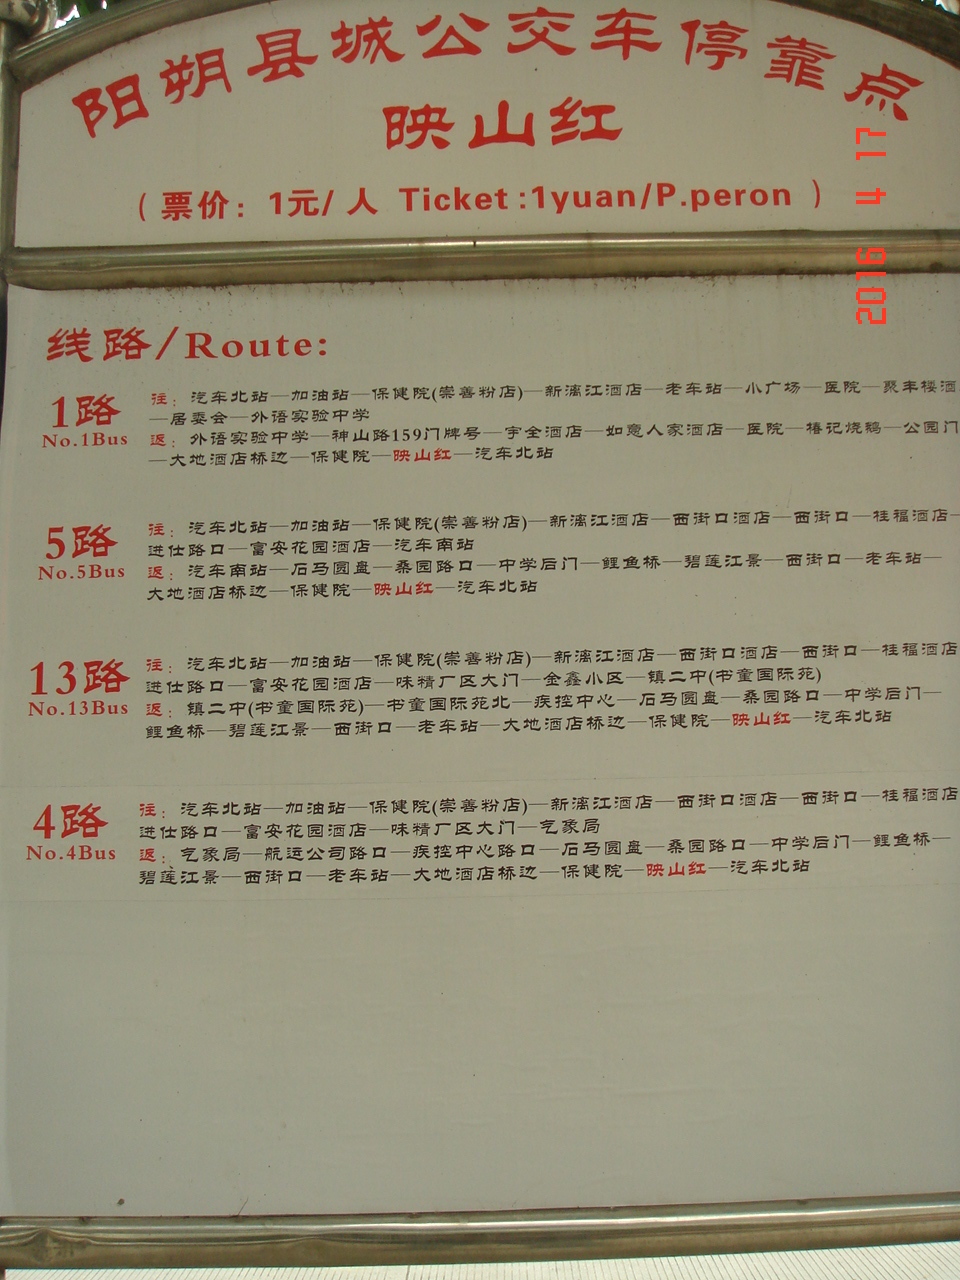 阳朔县城公交车停靠点
映山红
（票价：1元/人 Ticket:1yuan/P.peron）
2016 4 17
线路/Route:
1路
No.1Bus
往：汽车北站—加油站—保健院(崇善粉店)—新漓江酒店—老车站—小广场—医院—聚丰楼酒
—居委会—外语实验中学
返：外语实验中学—神山路159门牌号—宇全酒店—如意人家酒店—医院—椿记烧鹅—公园门
—大地酒店桥边—保健院—映山红—汽车北站
5路
No.5Bus
往：汽车北站—加油站—保健院(崇善粉店)—新漓江酒店—西街口酒店—西街口—桂福酒店—
进仕路口—富安花园酒店—汽车南站
返：汽车南站—石马圆盘—桑园路口—中学后门—鲤鱼桥—碧莲江景—西街口—老车站—
大地酒店桥边—保健院—映山红—汽车北站
13路
No.13Bus
往：汽车北站—加油站—保健院(崇善粉店)—新漓江酒店—西街口酒店—西街口—桂福酒店
进仕路口—富安花园酒店—味精厂区大门—金鑫小区—镇二中(书童国际苑)
返：镇二中(书童国际苑)—书童国际苑北—疾控中心—石马圆盘—桑园路口—中学后门—
鲤鱼桥—碧莲江景—西街口—老车站—大地酒店桥边—保健院—映山红—汽车北站
4路
No.4Bus
往：汽车北站—加油站—保健院(崇善粉店)—新漓江酒店—西街口酒店—西街口—桂福酒店
进仕路口—富安花园酒店—味精厂区大门—气象局
返：气象局—航运公司路口—疾控中心路口—石马圆盘—桑园路口—中学后门—鲤鱼桥—
碧莲江景—西街口—老车站—大地酒店桥边—保健院—映山红—汽车北站